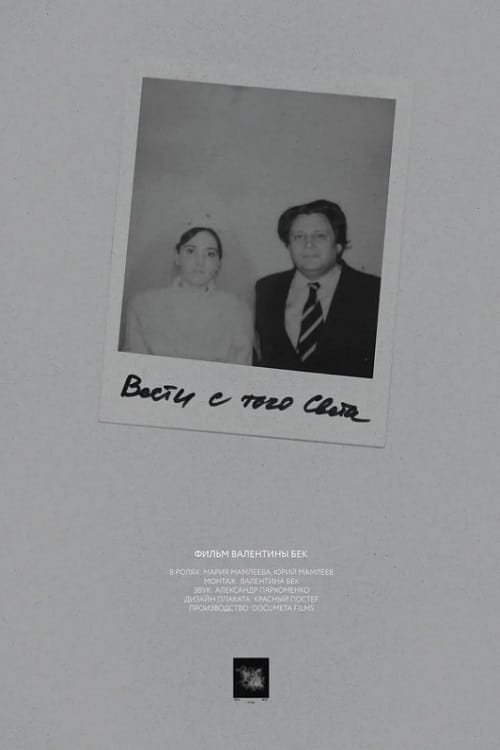 Вести с того Света
ФИЛЬМ ВАЛЕНТИНЫ БЕК
В РОЛЯХ: МАРИЯ МАМЛЕЕВА, ЮРИЙ МАМЛЕЕВ
МОНТАЖ: ВАЛЕНТИНА БЕК
ЗВУК: АЛЕКСАНДР ПАРХОМЕНКО
ДИЗАЙН ПЛАКАТА: КРАСНЫЙ ПОСТЕР
ПРОИЗВОДСТВО: DOCUMETA FILMS